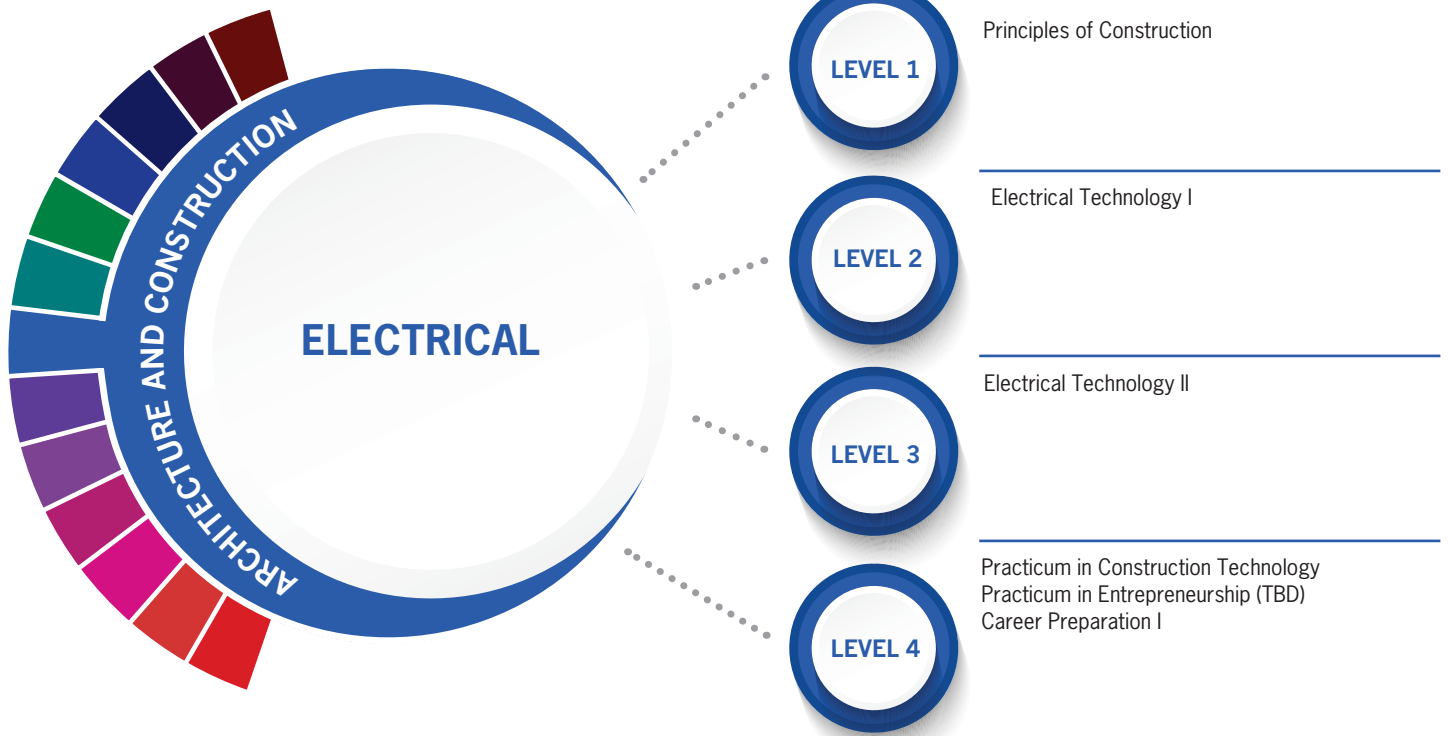 ARCHITECTURE AND CONSTRUCTION
ELECTRICAL
LEVEL 1
Principles of Construction
LEVEL 2
Electrical Technology I
LEVEL 3
Electrical Technology II
LEVEL 4
Practicum in Construction Technology
Practicum in Entrepreneurship (TBD)
Career Preparation I